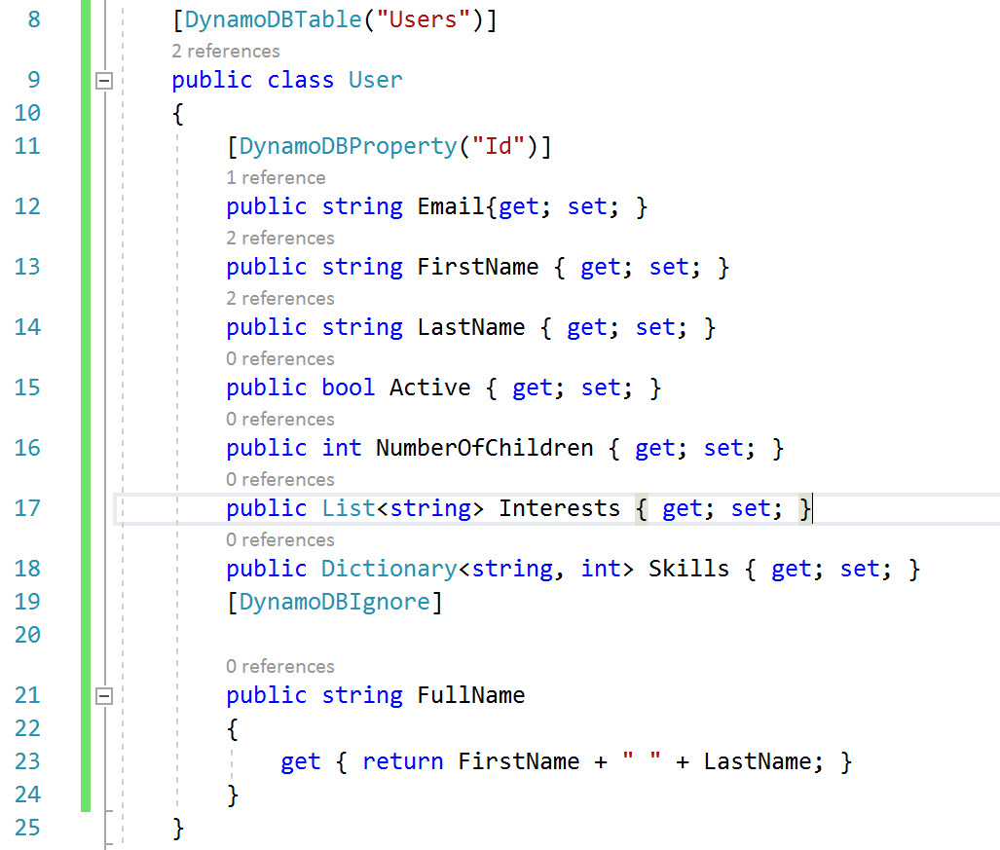 8 [DynamoDBTable("Users")]
2 references
9 public class User
10 {
11 [DynamoDBProperty("Id")]
1 reference
12 public string Email{get; set; }
2 references
13 public string FirstName { get; set; }
2 references
14 public string LastName { get; set; }
0 references
15 public bool Active { get; set; }
0 references
16 public int NumberOfChildren { get; set; }
0 references
17 public List<string> Interests { get; set; }
0 references
18 public Dictionary<string, int> Skills { get; set; }
19 [DynamoDBIgnore]
20
0 references
21 public string FullName
22 {
23 get { return FirstName + " " + LastName; }
24 }
25 }